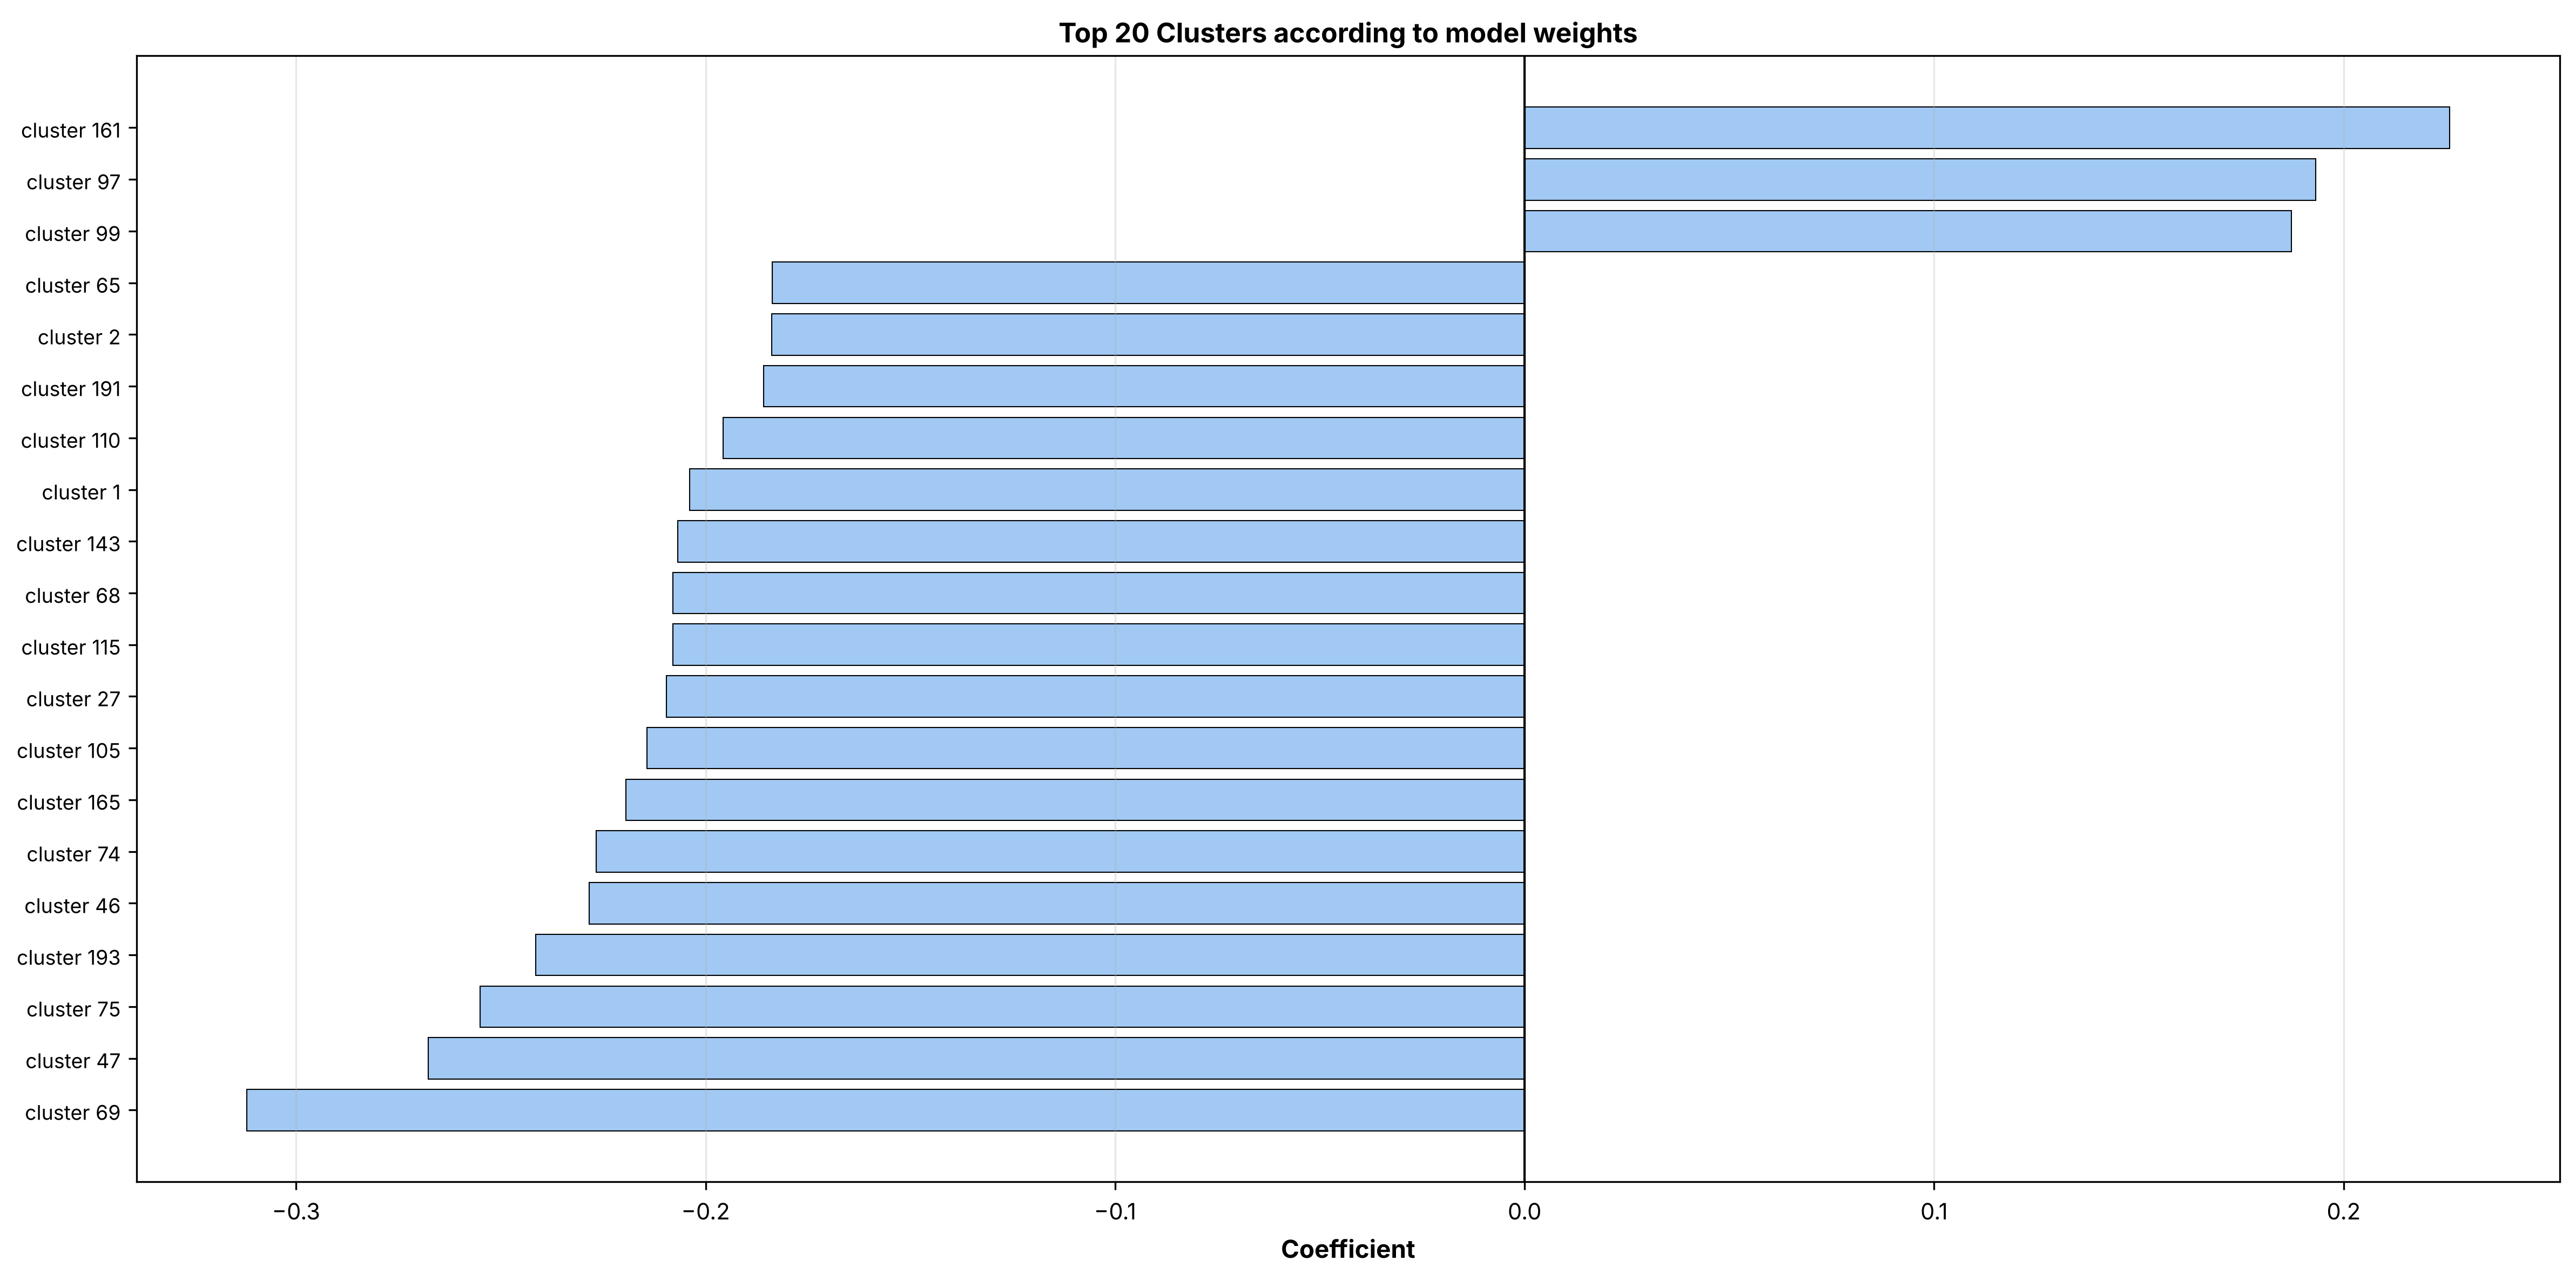 Top 20 Clusters according to model weights
cluster 161
cluster 97
cluster 99
cluster 65
cluster 2
cluster 191
cluster 110
cluster 1
cluster 143
cluster 68
cluster 115
cluster 27
cluster 105
cluster 165
cluster 74
cluster 46
cluster 193
cluster 75
cluster 47
cluster 69
−0.3 −0.2 −0.1 0.0 0.1 0.2
Coefficient